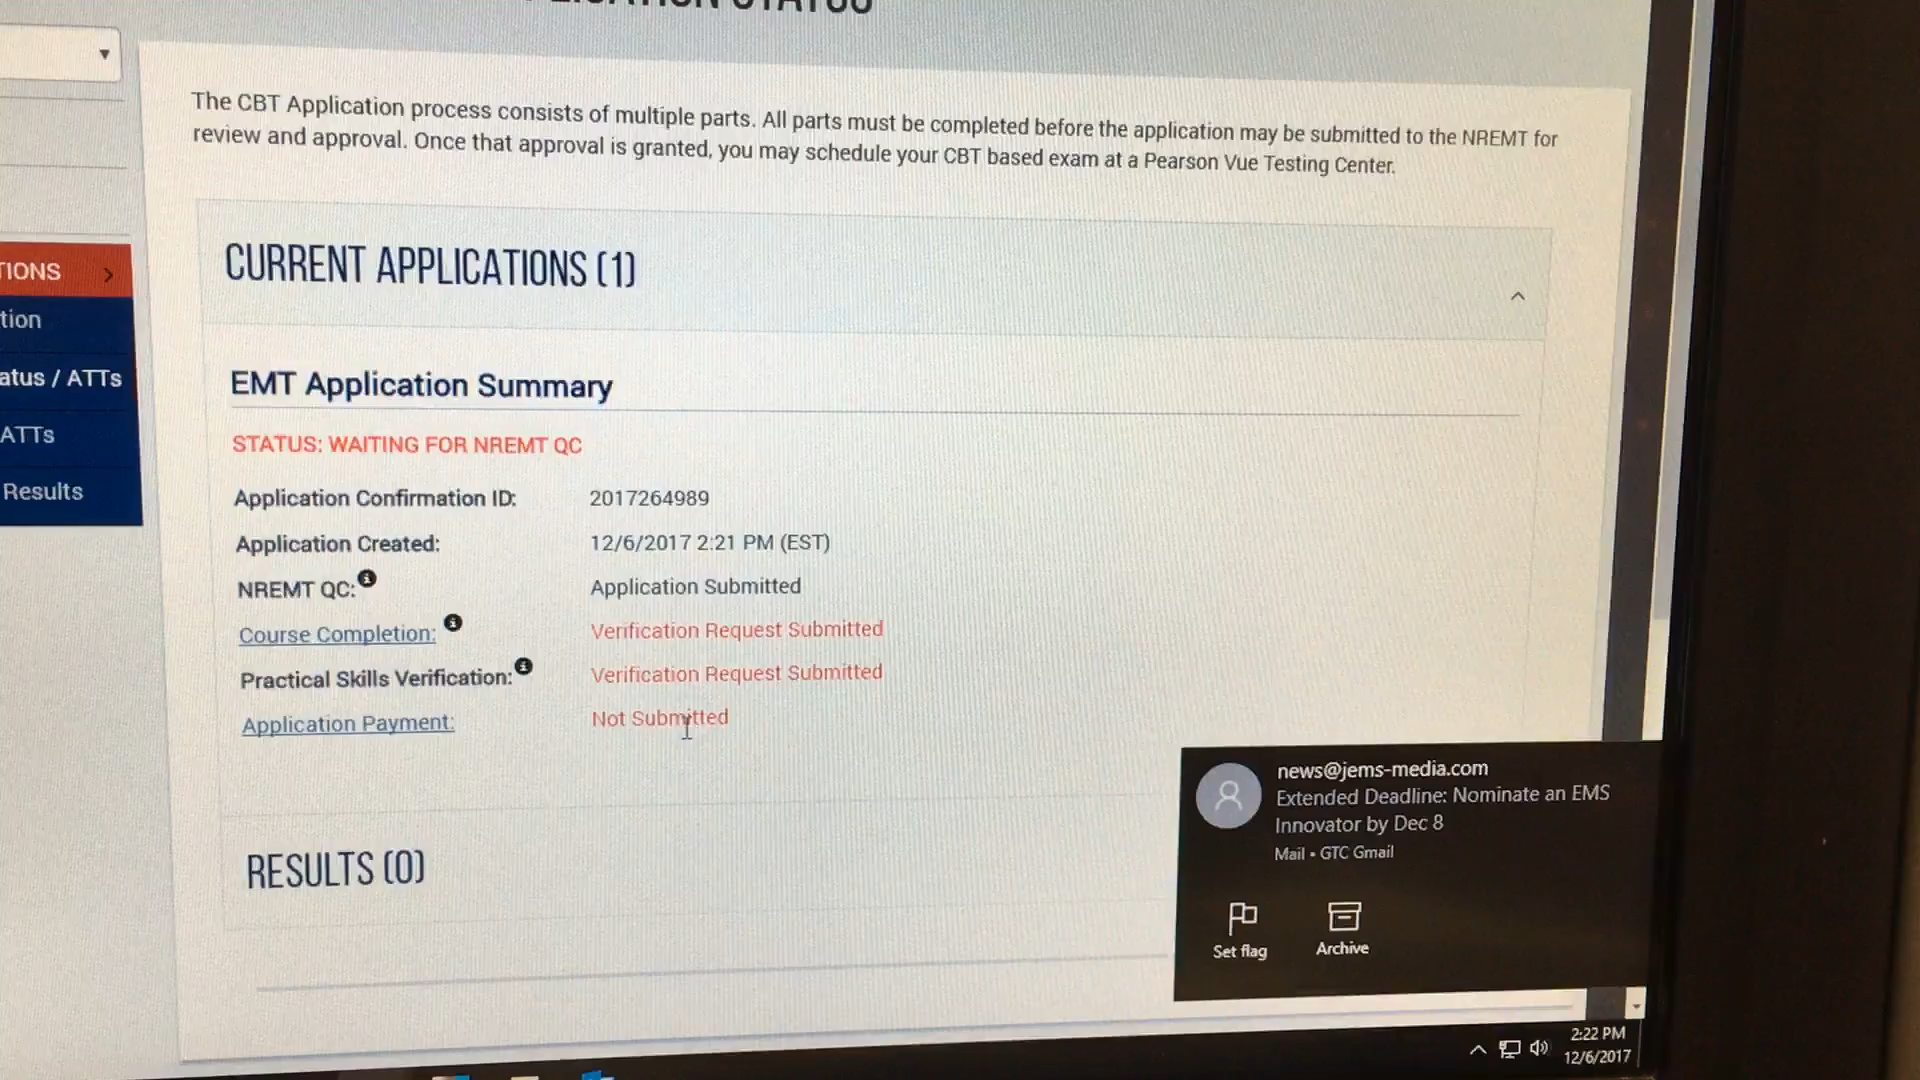 The CBT Application process consists of multiple parts. All parts must be completed before the application may be submitted to the NREMT for
review and approval. Once that approval is granted, you may schedule your CBT based exam at a Pearson Vue Testing Center.
CURRENT APPLICATIONS (1)
TIONS
tion
atus / ATTs
ATTs
Results
EMT Application Summary
STATUS: WAITING FOR NREMT QC
Application Confirmation ID: 2017264989
Application Created: 12/6/2017 2:21 PM (EST)
NREMT QC: Application Submitted
Course Completion: Verification Request Submitted
Practical Skills Verification: Verification Request Submitted
Application Payment: Not Submitted
RESULTS (0)
news@jems-media.com
Extended Deadline: Nominate an EMS
Innovator by Dec 8
Mail • GTC Gmail
Set flag Archive
2:22 PM
12/6/2017